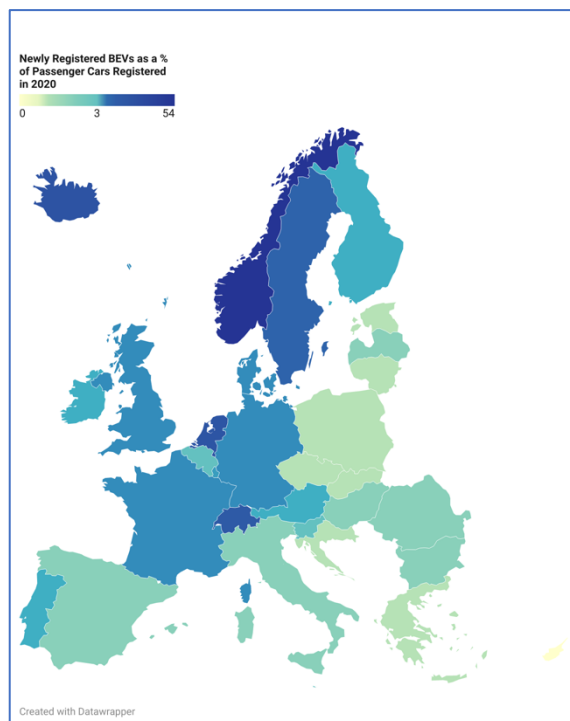 Newly Registered BEVs as a %
of Passenger Cars Registered
in 2020
0 3 54
Created with Datawrapper